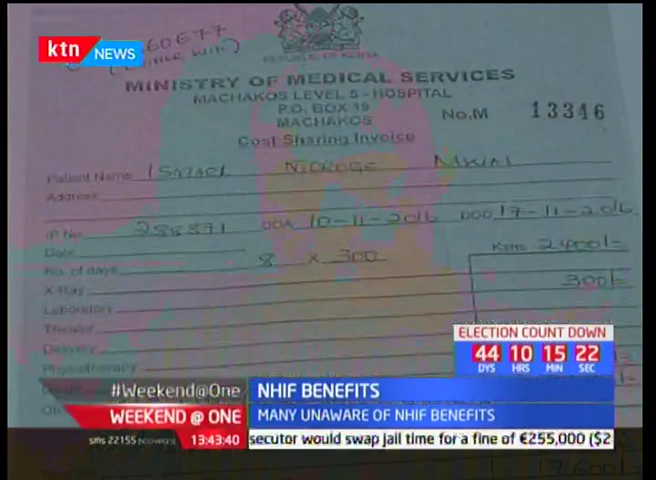 ktn NEWS
60677
REPUBLIC OF KENYA
MINISTRY OF MEDICAL SERVICES
MACHAKOS LEVEL 5 - HOSPITAL
P.O. BOX 19
MACHAKOS
No.M 13346
Cost Sharing Invoice
Patient Name
Address
IP No. DOA 10-11-2016 DOD 17-11-2016
Date
Kshs 2400/=
No. of days 8 x 300
X-Ray 300/=
Laboratory
Theater
Delivery
Physiotherapy
ELECTION COUNT DOWN
44 10 15 22
DYS HRS MIN SEC
#Weekend@One NHIF BENEFITS
WEEKEND @ ONE MANY UNAWARE OF NHIF BENEFITS
sms 22155 13:43:40 secutor would swap jail time for a fine of €255,000 ($2